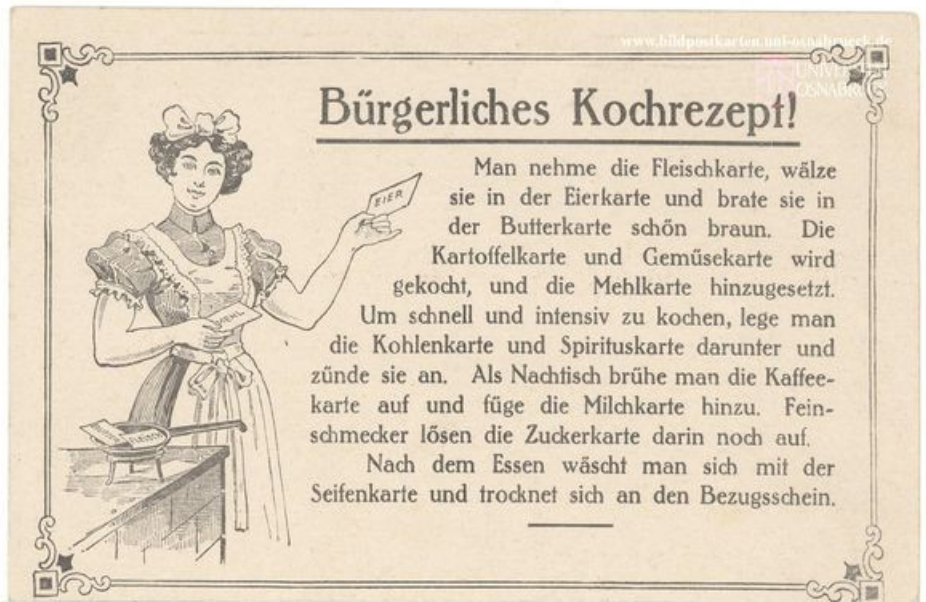 www.bildpostkarten.uni-osnabrueck.de
UNIVERSITÄT
OSNABRÜCK
Bürgerliches Kochrezept!
Man nehme die Fleischkarte, wälze
sie in der Eierkarte und brate sie in
der Butterkarte schön braun. Die
Kartoffelkarte und Gemüsekarte wird
gekocht, und die Mehlkarte hinzugesetzt.
Um schnell und intensiv zu kochen, lege man
die Kohlenkarte und Spirituskarte darunter und
zünde sie an. Als Nachtisch brühe man die Kaffee-
karte auf und füge die Milchkarte hinzu. Fein-
schmecker lösen die Zuckerkarte darin noch auf.
Nach dem Essen wäscht man sich mit der
Seifenkarte und trocknet sich an den Bezugsschein.
EIER
MEHL
FLEISCH